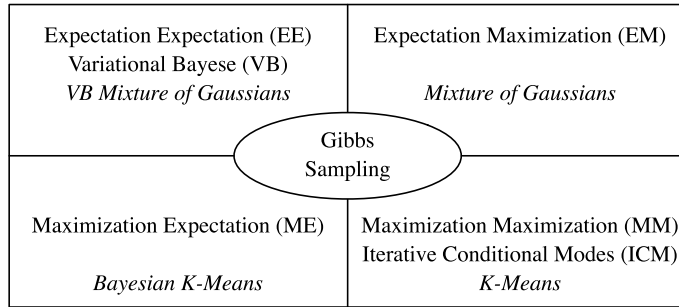 Expectation Expectation (EE)
Variational Bayese (VB)
VB Mixture of Gaussians
Expectation Maximization (EM)
Mixture of Gaussians
Gibbs
Sampling
Maximization Expectation (ME)
Bayesian K-Means
Maximization Maximization (MM)
Iterative Conditional Modes (ICM)
K-Means